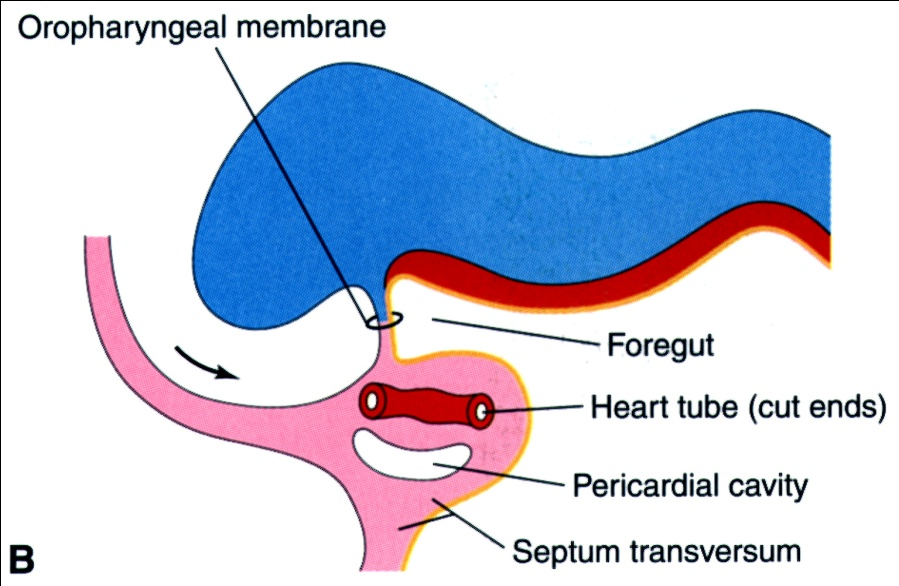 Oropharyngeal membrane
Foregut
Heart tube (cut ends)
Pericardial cavity
Septum transversum
B